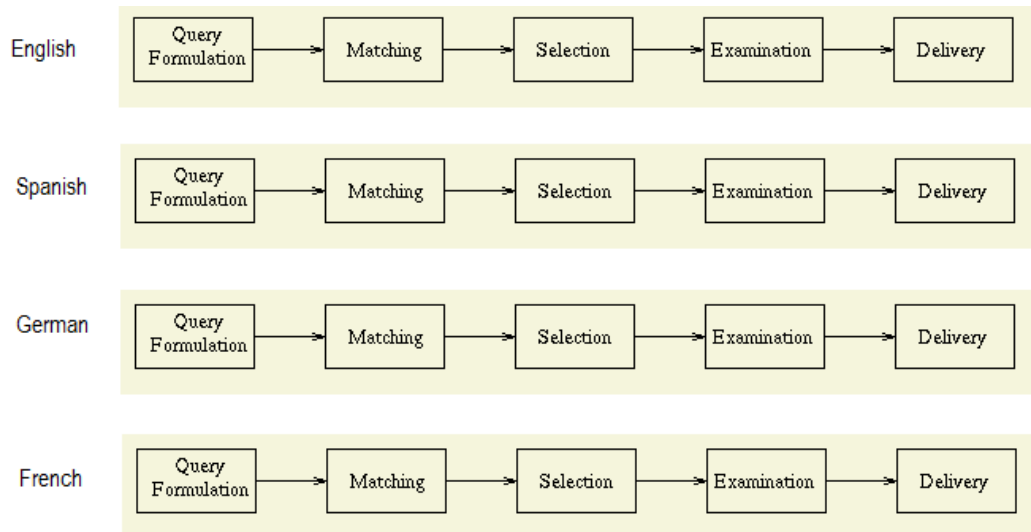 English
Query
Formulation
Matching
Selection
Examination
Delivery
Spanish
Query
Formulation
Matching
Selection
Examination
Delivery
German
Query
Formulation
Matching
Selection
Examination
Delivery
French
Query
Formulation
Matching
Selection
Examination
Delivery